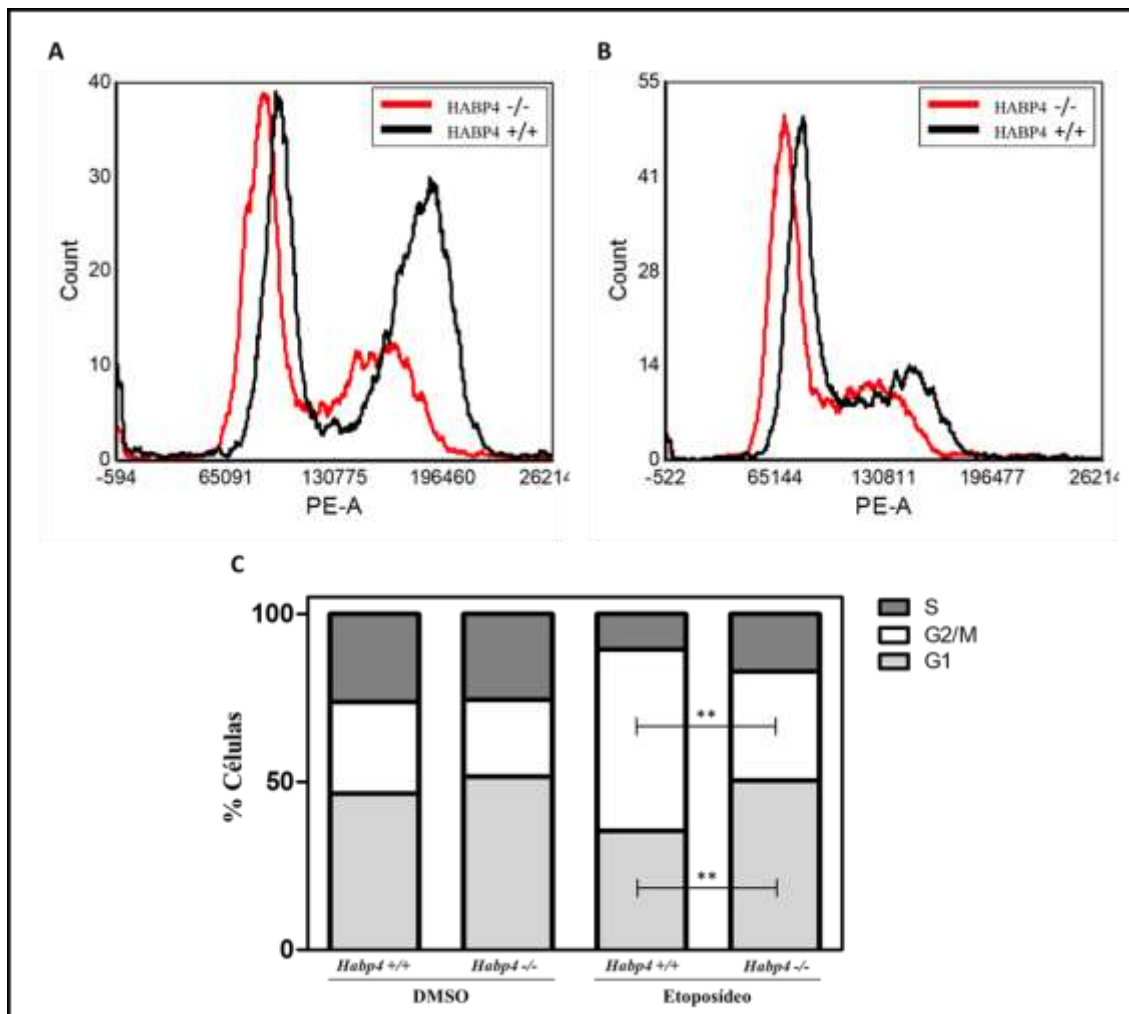 A
40
30
20
10
0
Count
HABP4 -/-
HABP4 +/+
-594 65091 130775 196460 26214
PE-A
B
55
41
28
14
0
Count
HABP4 -/-
HABP4 +/+
-522 65144 130811 196477 26214
PE-A
C
100
50
0
% Células
**
**
S
G2/M
G1
Habp4 +/+ Habp4 -/- Habp4 +/+ Habp4 -/-
DMSO Etoposídeo